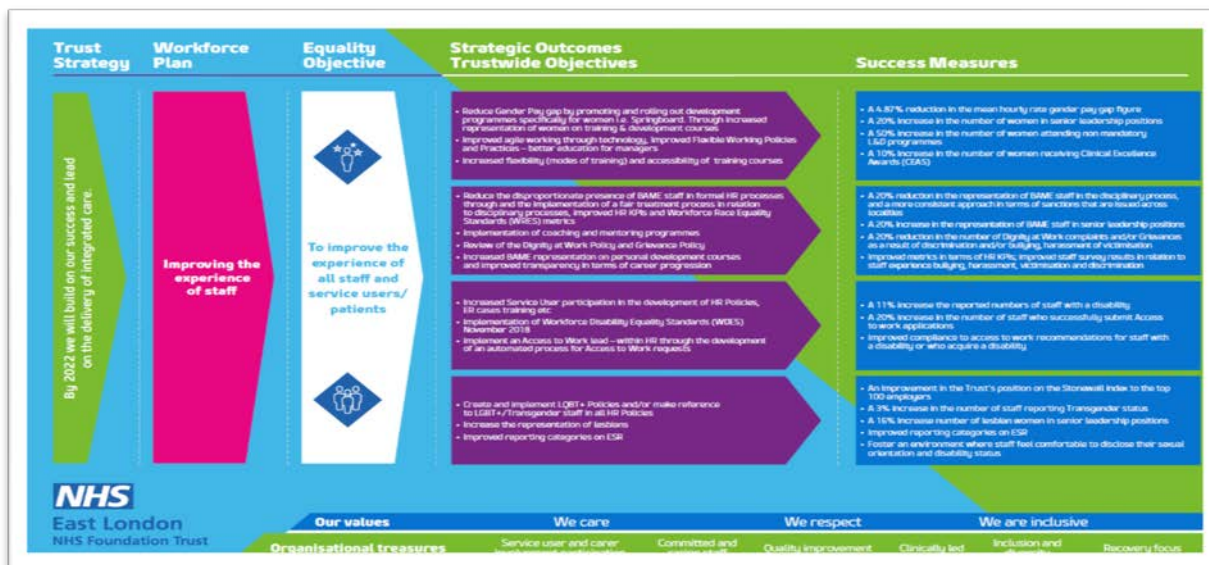 Trust
Strategy
Workforce
Plan
Equality
Objective
Strategic Outcomes
Trustwide Objectives
Success Measures
By 2022 we will build on our success and lead
on the delivery of integrated care.
Improving the
experience
of staff
To improve the
experience of
all staff and
service users/
patients
• Reduce Gender Pay gap by promoting and rolling out development
programmes specifically for women i.e. Springboard. Through increased
representation of women on training & development courses
• Improved agile working through technology, Improved Flexible Working Policies
and Practices – better education for managers
• Increased flexibility (modes of training) and accessibility of training courses
• A 4.87% reduction in the mean hourly rate gender pay gap figure
• A 20% Increase in the number of women in senior leadership positions
• A 50% increase in the number of women attending non mandatory
L&D programmes
• A 10% Increase in the number of women receiving Clinical Excellence
Awards (CEAS)
• Reduce the disproportionate presence of BAME staff in formal HR processes
through and the implementation of a fair treatment process in relation
to disciplinary processes, improved HR KPIs and Workforce Race Equality
Standards (WRES) metrics
• Implementation of coaching and mentoring programmes
• Review of the Dignity at Work Policy and Grievance Policy
• Increased BAME representation on personal development courses
and improved transparency in terms of career progression
• A 20% reduction in the representation of BAME staff in the disciplinary process,
and a more consistent approach in terms of sanctions that are issued across
localities
• A 20% increase in the representation of BAME staff in senior leadership positions
• A 20% reduction in the number of Dignity at Work complaints and/or Grievances
as a result of discrimination and/or bullying, harassment of victimisation
• Improved metrics in terms of HR KPIs; improved staff survey results in relation to
staff experience bullying, harassment, victimisation and discrimination
• Increased Service User participation in the development of HR Policies,
ER cases training etc
• Implementation of Workforce Disability Equality Standards (WDES)
November 2018
• Implement an Access to Work lead – within HR through the development
of an automated process for Access to Work requests
• A 11% increase the reported numbers of staff with a disability
• A 20% increase in the number of staff who successfully submit Access
to work applications
• Improved compliance to access to work recommendations for staff with
a disability or who acquire a disability
• Create and implement LGBT+ Policies and/or make reference
to LGBT+/Transgender staff in all HR Policies
• Increase the representation of lesbians
• Improved reporting categories on ESR
• An improvement in the Trust's position on the Stonewall Index to the top
100 employers
• A 3% increase in the number of staff reporting Transgender status
• A 16% increase number of lesbian women in senior leadership positions
• Improved reporting categories on ESR
• Foster an environment where staff feel comfortable to disclose their sexual
orientation and disability status
NHS
East London
NHS Foundation Trust
Our values We care We respect We are inclusive
Organisational treasures Service user and carer Committed and Quality improvement Clinically led Inclusion and Recovery focus